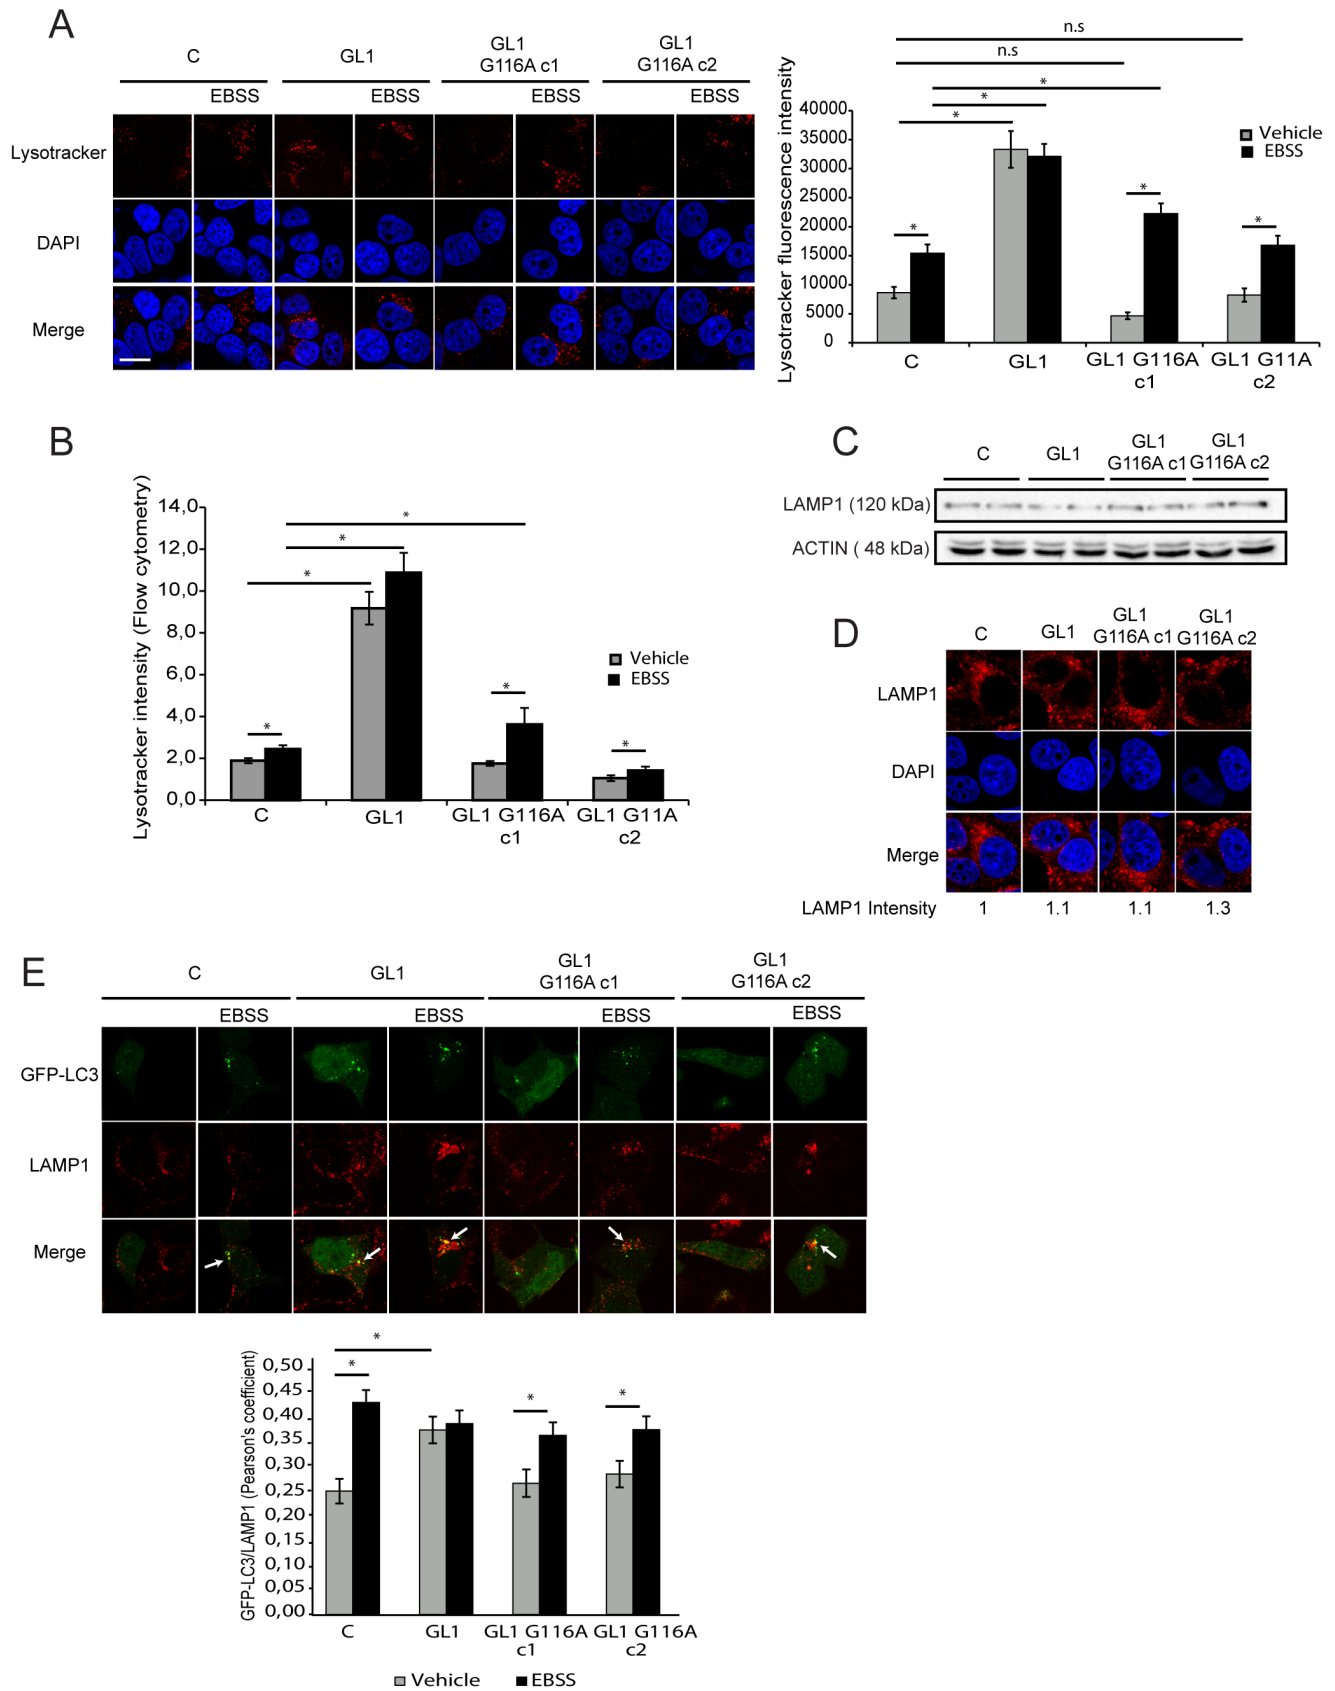 A
C
GL1
GL1
G116A c1
GL1
G116A c2
EBSS
EBSS
EBSS
EBSS
Lysotracker
DAPI
Merge
n.s
n.s
*
*
*
*
*
*
Lysotracker fluorescence intensity
40000
35000
30000
25000
20000
15000
10000
5000
0
Vehicle
EBSS
C
GL1
GL1 G116A
c1
GL1 G11A
c2
B
Lysotracker intensity (Flow cytometry)
14,0
12,0
10,0
8,0
6,0
4,0
2,0
0,0
*
*
*
*
*
*
Vehicle
EBSS
C
GL1
GL1 G116A
c1
GL1 G11A
c2
C
C
GL1
GL1
G116A c1
GL1
G116A c2
LAMP1 (120 kDa)
ACTIN ( 48 kDa)
D
C
GL1
GL1
G116A c1
GL1
G116A c2
LAMP1
DAPI
Merge
LAMP1 Intensity
1
1.1
1.1
1.3
E
C
GL1
GL1
G116A c1
GL1
G116A c2
EBSS
EBSS
EBSS
EBSS
GFP-LC3
LAMP1
Merge
GFP-LC3/LAMP1 (Pearson's coefficient)
0,50
0,45
0,40
0,35
0,30
0,25
0,20
0,15
0,10
0,05
0,00
*
*
*
*
C
GL1
GL1 G116A
c1
GL1 G116A
c2
Vehicle
EBSS